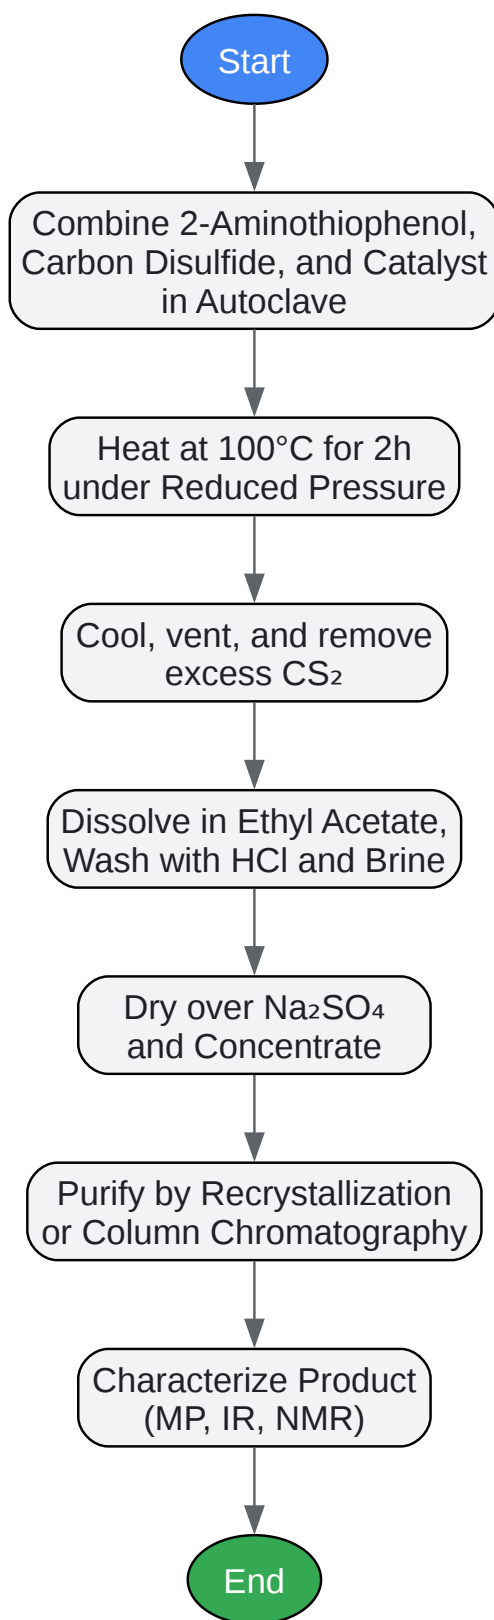 Start
Combine 2-Aminothiophenol,
Carbon Disulfide, and Catalyst
in Autoclave
Heat at 100°C for 2h
under Reduced Pressure
Cool, vent, and remove
excess CS₂
Dissolve in Ethyl Acetate,
Wash with HCl and Brine
Dry over Na₂SO₄
and Concentrate
Purify by Recrystallization
or Column Chromatography
Characterize Product
(MP, IR, NMR)
End